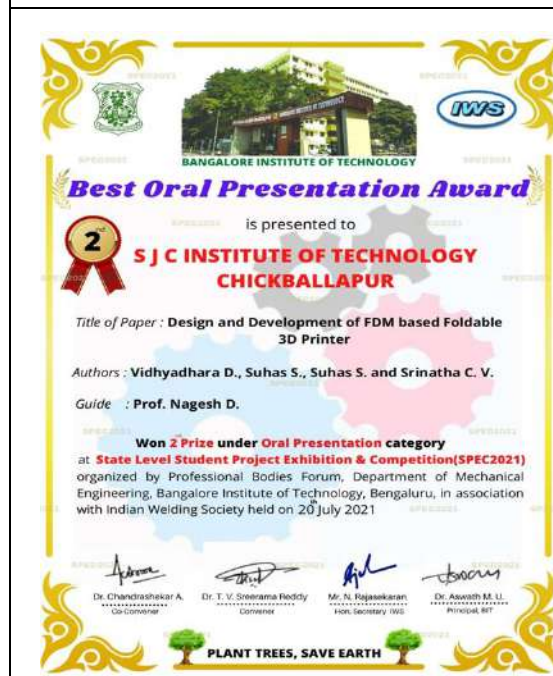 IWS
BANGALORE INSTITUTE OF TECHNOLOGY
Best Oral Presentation Award
2nd
is presented to
S J C INSTITUTE OF TECHNOLOGY
CHICKBALLAPUR
Title of Paper : Design and Development of FDM based Foldable
3D Printer
Authors : Vidhyadhara D., Suhas S., Suhas S. and Srinatha C. V.
Guide : Prof. Nagesh D.
Won 2nd Prize under Oral Presentation category
at State Level Student Project Exhibition & Competition(SPEC2021)
organized by Professional Bodies Forum, Department of Mechanical
Engineering, Bangalore Institute of Technology, Bengaluru, in association
with Indian Welding Society held on 20th July 2021
Dr. Chandrashekar A. Dr. T. V. Sreerama Reddy Mr. N. Rajasekaran Dr. Aswath M. U.
Co-Convener Convener Hon. Secretary IWS Principal, BIT
PLANT TREES, SAVE EARTH